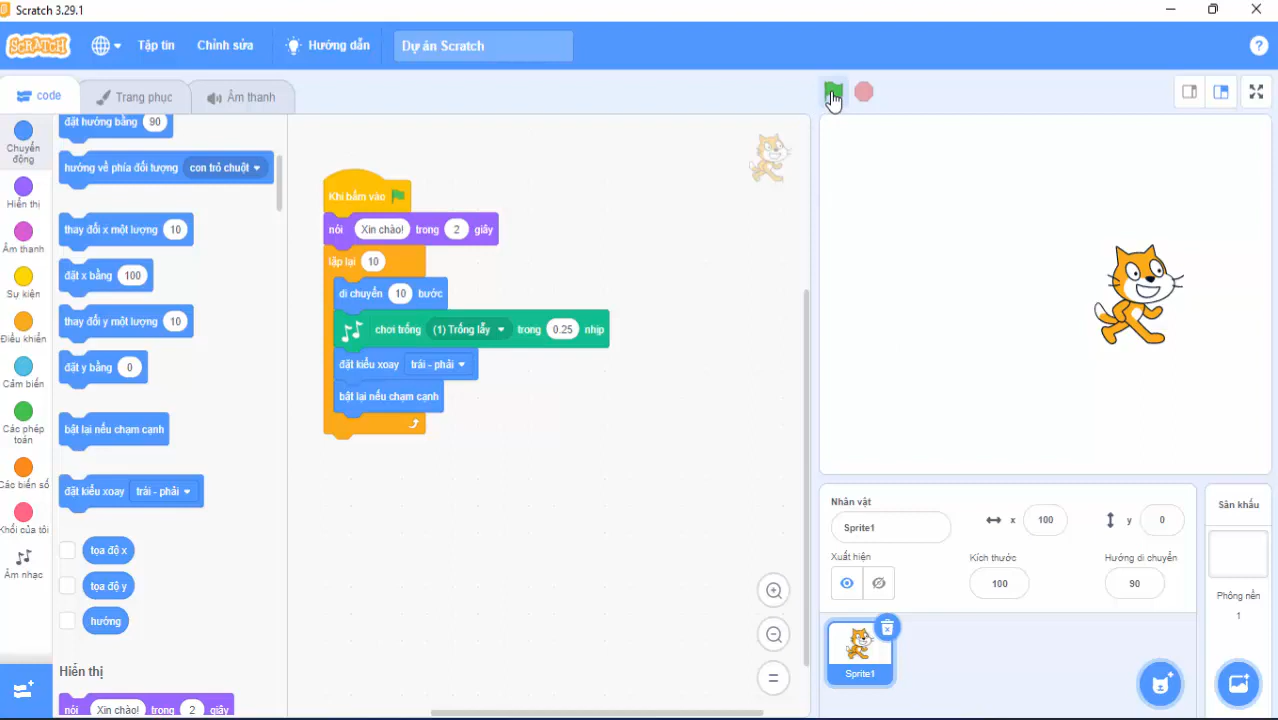 Scratch 3.29.1
SCRATCH
Tập tin
Chỉnh sửa
Hướng dẫn
Dự án Scratch
?
code
Trang phục
Âm thanh
Chuyển động
Hiển thị
Âm thanh
Sự kiện
Điều khiển
Cảm biến
Các phép toán
Các biến số
Khối của tôi
Âm nhạc
đặt hướng bằng 90
hướng về phía đối tượng con trỏ chuột
thay đổi x một lượng 10
đặt x bằng 100
thay đổi y một lượng 10
đặt y bằng 0
bật lại nếu chạm cạnh
đặt kiểu xoay trái - phải
tọa độ x
tọa độ y
hướng
Hiển thị
nói Xin chào! trong 2 giây
Khi bấm vào
nói Xin chào! trong 2 giây
lặp lại 10
di chuyển 10 bước
chơi trống (1) Trống lẫy trong 0.25 nhịp
đặt kiểu xoay trái - phải
bật lại nếu chạm cạnh
Nhân vật
Sprite1
x 100
y 0
Xuất hiện
Kích thước
100
Hướng di chuyển
90
Sprite1
Sân khấu
Phông nền
1